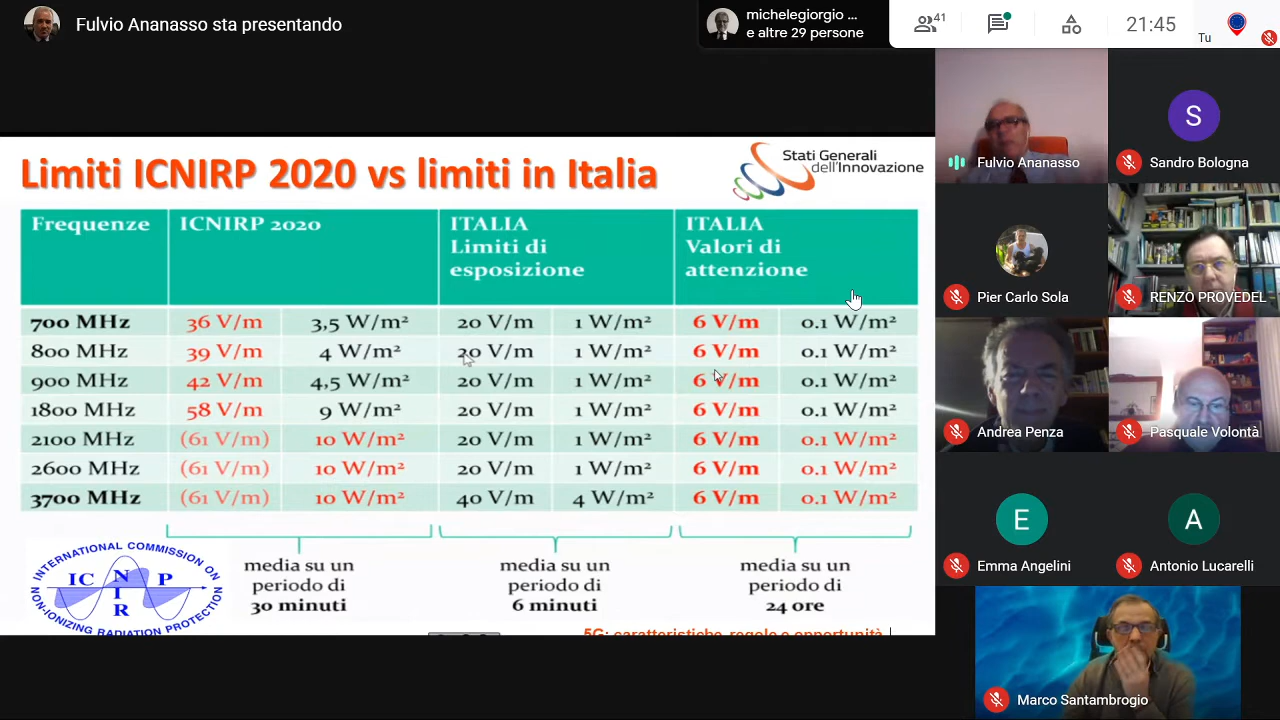 Fulvio Ananasso sta presentando
michelegiorgio ...
e altre 29 persone
41
21:45
Tu
Limiti ICNIRP 2020 vs limiti in Italia
Stati Generali
dell'Innovazione
Frequenze ICNIRP 2020 ITALIA Limiti di esposizione ITALIA Valori di attenzione
700 MHz 36 V/m 3,5 W/m² 20 V/m 1 W/m² 6 V/m 0.1 W/m²
800 MHz 39 V/m 4 W/m² 20 V/m 1 W/m² 6 V/m 0.1 W/m²
900 MHz 42 V/m 4,5 W/m² 20 V/m 1 W/m² 6 V/m 0.1 W/m²
1800 MHz 58 V/m 9 W/m² 20 V/m 1 W/m² 6 V/m 0.1 W/m²
2100 MHz (61 V/m) 10 W/m² 20 V/m 1 W/m² 6 V/m 0.1 W/m²
2600 MHz (61 V/m) 10 W/m² 20 V/m 1 W/m² 6 V/m 0.1 W/m²
3700 MHz (61 V/m) 10 W/m² 40 V/m 4 W/m² 6 V/m 0.1 W/m²
INTERNATIONAL COMMISSION ON
IC N P
I
R
NON-IONIZING RADIATION PROTECTION
media su un
periodo di
30 minuti
media su un
periodo di
6 minuti
media su un
periodo di
24 ore
5G: caratteristiche, regole e opportunità
Fulvio Ananasso
S
Sandro Bologna
Pier Carlo Sola
RENZO PROVEDEL
Andrea Penza
Pasquale Volontà
E
Emma Angelini
A
Antonio Lucarelli
Marco Santambrogio